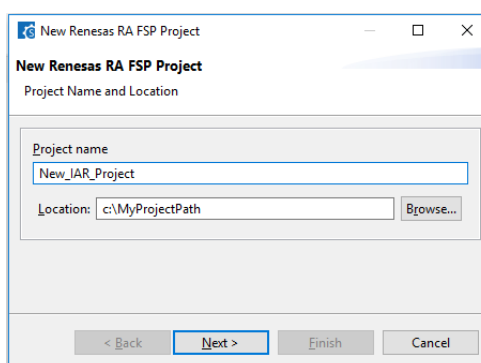 New Renesas RA FSP Project
New Renesas RA FSP Project
Project Name and Location
Project name
New_IAR_Project
Location: c:\MyProjectPath Browse...
< Back Next > Finish Cancel